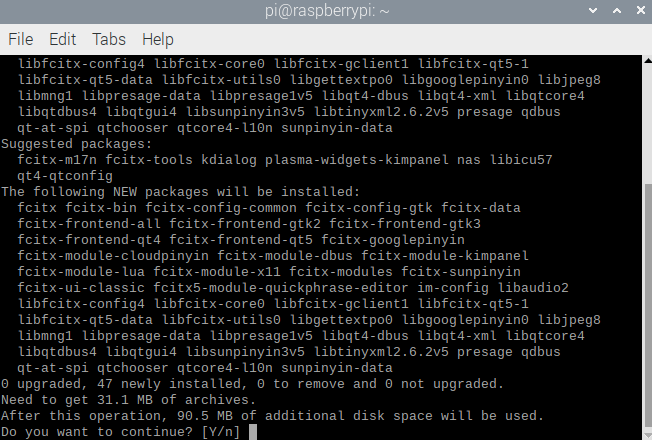 pi@raspberrypi: ~
File Edit Tabs Help
libfcitx-config4 libfcitx-core0 libfcitx-gclient1 libfcitx-qt5-1
libfcitx-qt5-data libfcitx-utils0 libgettextpo0 libgooglepinyin0 libjpeg8
libmng1 libpresage-data libpresage1v5 libqt4-dbus libqt4-xml libqtcore4
libqtdbus4 libqtgui4 libsunpinyin3v5 libtinyxml2.6.2v5 presage qdbus
qt-at-spi qtchooser qtcore4-l10n sunpinyin-data
Suggested packages:
fcitx-m17n fcitx-tools kdialog plasma-widgets-kimpanel nas libicu57
qt4-qtconfig
The following NEW packages will be installed:
fcitx fcitx-bin fcitx-config-common fcitx-config-gtk fcitx-data
fcitx-frontend-all fcitx-frontend-gtk2 fcitx-frontend-gtk3
fcitx-frontend-qt4 fcitx-frontend-qt5 fcitx-googlepinyin
fcitx-module-cloudpinyin fcitx-module-dbus fcitx-module-kimpanel
fcitx-module-lua fcitx-module-x11 fcitx-modules fcitx-sunpinyin
fcitx-ui-classic fcitx5-module-quickphrase-editor im-config libaudio2
libfcitx-config4 libfcitx-core0 libfcitx-gclient1 libfcitx-qt5-1
libfcitx-qt5-data libfcitx-utils0 libgettextpo0 libgooglepinyin0 libjpeg8
libmng1 libpresage-data libpresage1v5 libqt4-dbus libqt4-xml libqtcore4
libqtdbus4 libqtgui4 libsunpinyin3v5 libtinyxml2.6.2v5 presage qdbus
qt-at-spi qtchooser qtcore4-l10n sunpinyin-data
0 upgraded, 47 newly installed, 0 to remove and 0 not upgraded.
Need to get 31.1 MB of archives.
After this operation, 90.5 MB of additional disk space will be used.
Do you want to continue? [Y/n]